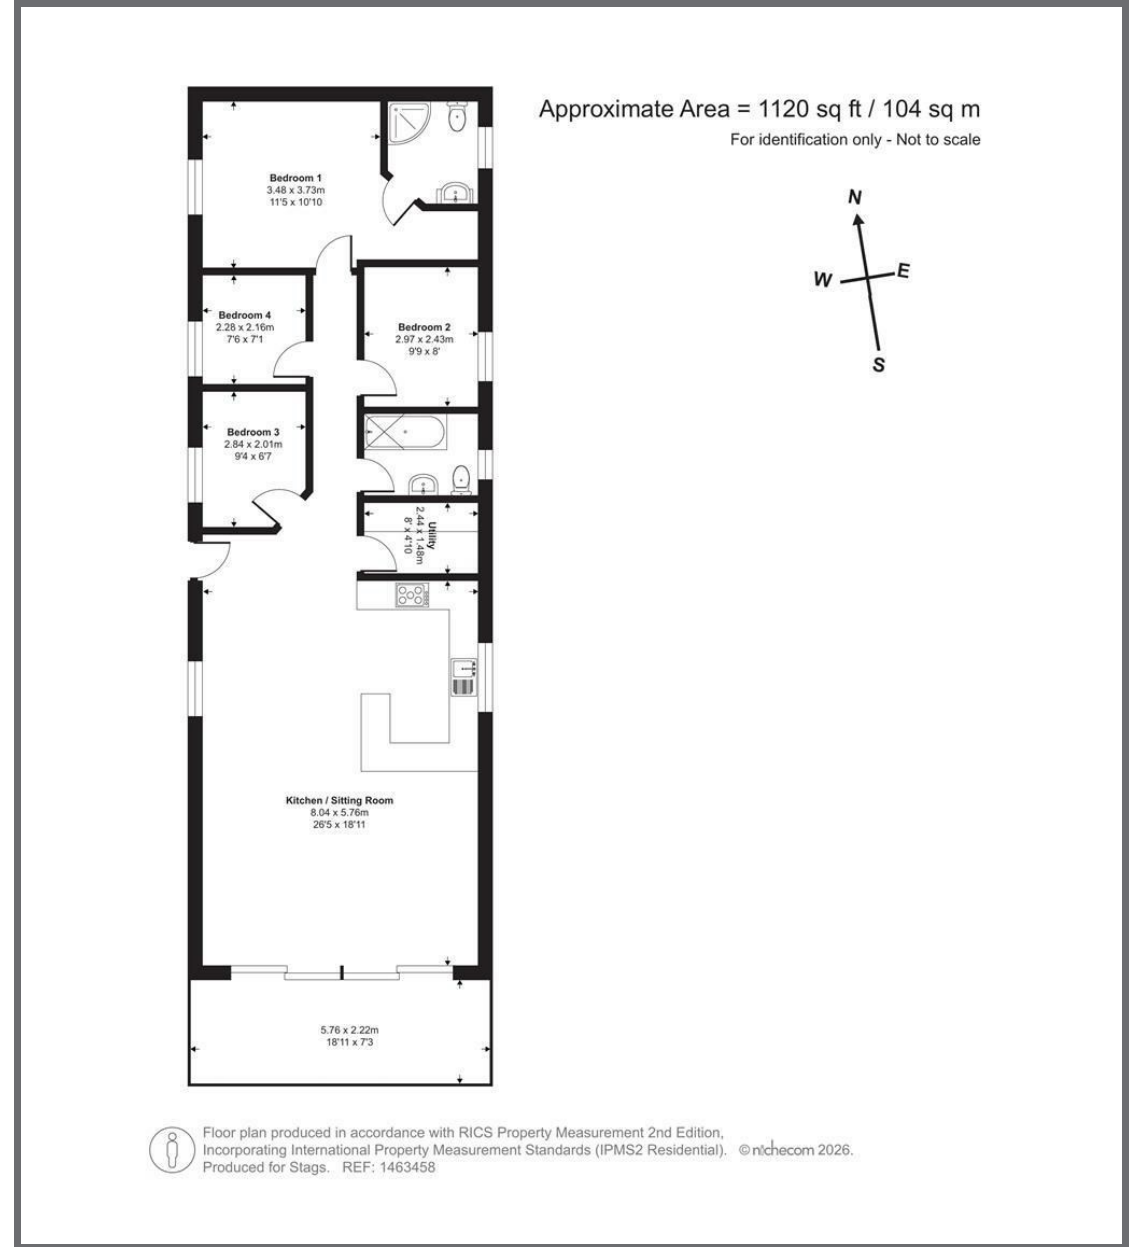 Approximate Area = 1120 sq ft / 104 sq m
For identification only - Not to scale
N
W
E
S
Bedroom 1
3.48 x 3.73m
11'5 x 10'10
Bedroom 4
2.28 x 2.16m
7'6 x 7'1
Bedroom 2
2.97 x 2.43m
9'9 x 8'
Bedroom 3
2.84 x 2.01m
9'4 x 6'7
Utility
2.44 x 1.48m
8' x 4'10
Kitchen / Sitting Room
8.04 x 5.76m
26'5 x 18'11
5.76 x 2.22m
18'11 x 7'3
Floor plan produced in accordance with RICS Property Measurement 2nd Edition,
Incorporating International Property Measurement Standards (IPMS2 Residential). © nichecom 2026.
Produced for Stags. REF: 1463458